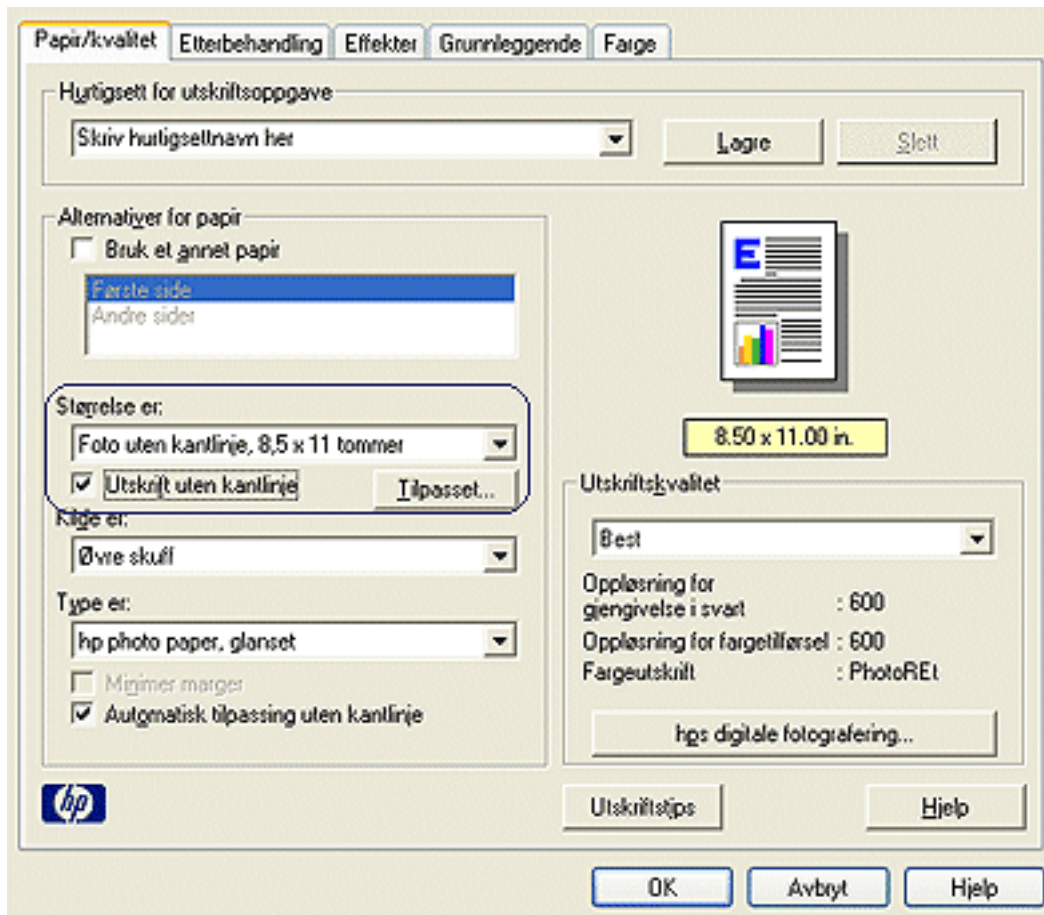 Papir/kvalitet Etterbehandling Effekter Grunnleggende Farge
Hurtigsett for utskriftsoppgave
Skriv hurtigsettnavn her Lagre Slett
Alternativer for papir
Bruk et annet papir
Første side
Andre sider
Størrelse er:
Foto uten kantlinje, 8,5 x 11 tommer
Utskrift uten kantlinje Tilpasset...
Kilde er:
Øvre skuff
Type er:
hp photo paper, glanset
Minimer marger
Automatisk tilpassing uten kantlinje
E
8.50 x 11.00 in.
Utskriftskvalitet
Best
Oppløsning for
gjengivelse i svart : 600
Oppløsning for fargetilførsel : 600
Fargeutskrift : PhotoREt
hps digitale fotografering...
hp
Utskriftstips Hjelp
OK Avbryt Hjelp